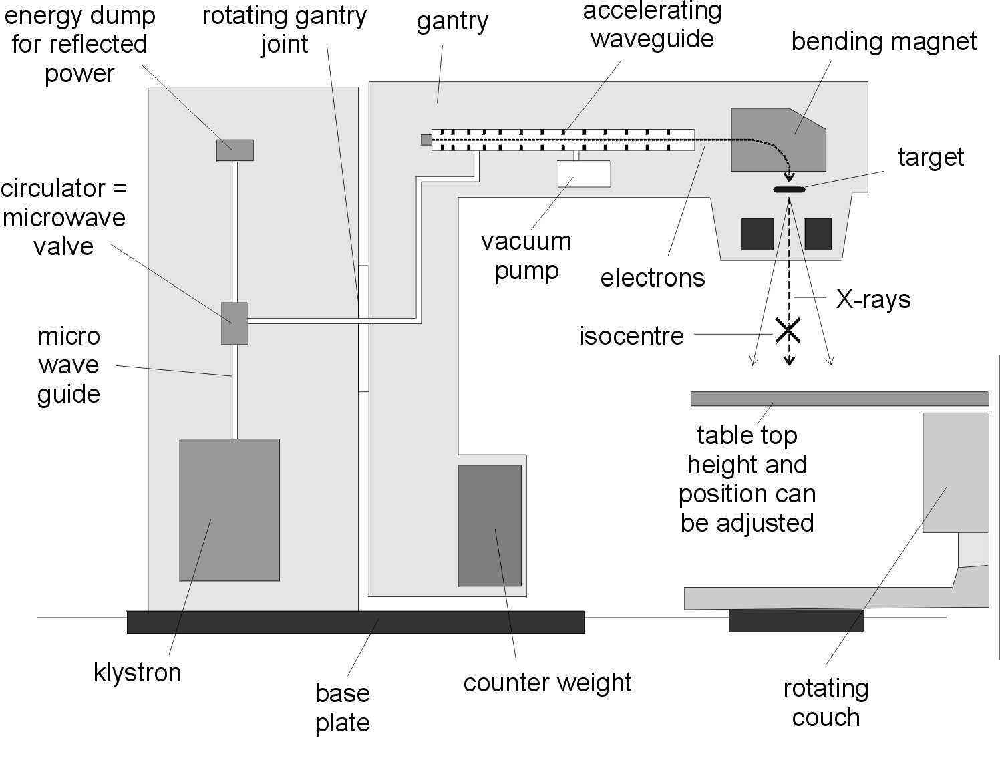 energy dump
for reflected
power
rotating gantry
joint
gantry
accelerating
waveguide
bending magnet
target
circulator =
microwave
valve
vacuum
pump
electrons
X-rays
isocentre
micro
wave
guide
table top
height and
position can
be adjusted
klystron
base
plate
counter weight
rotating
couch